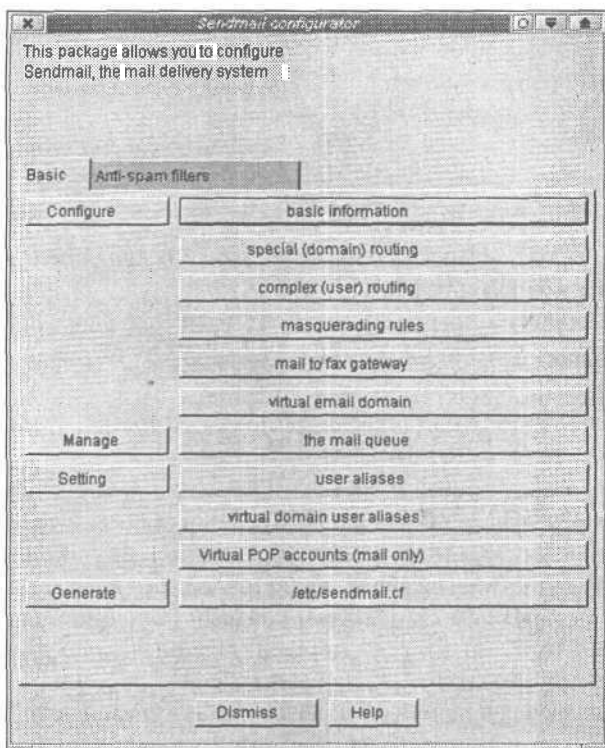 Sendmail configurator
This package allows you to configure
Sendmail, the mail delivery system
Basic Anti-spam filters
Configure basic information
special (domain) routing
complex (user) routing
masquerading rules
mail to fax gateway
virtual email domain
Manage the mail queue
Setting user aliases
virtual domain user aliases
Virtual POP accounts (mail only)
Generate /etc/sendmail.cf
Dismiss Help